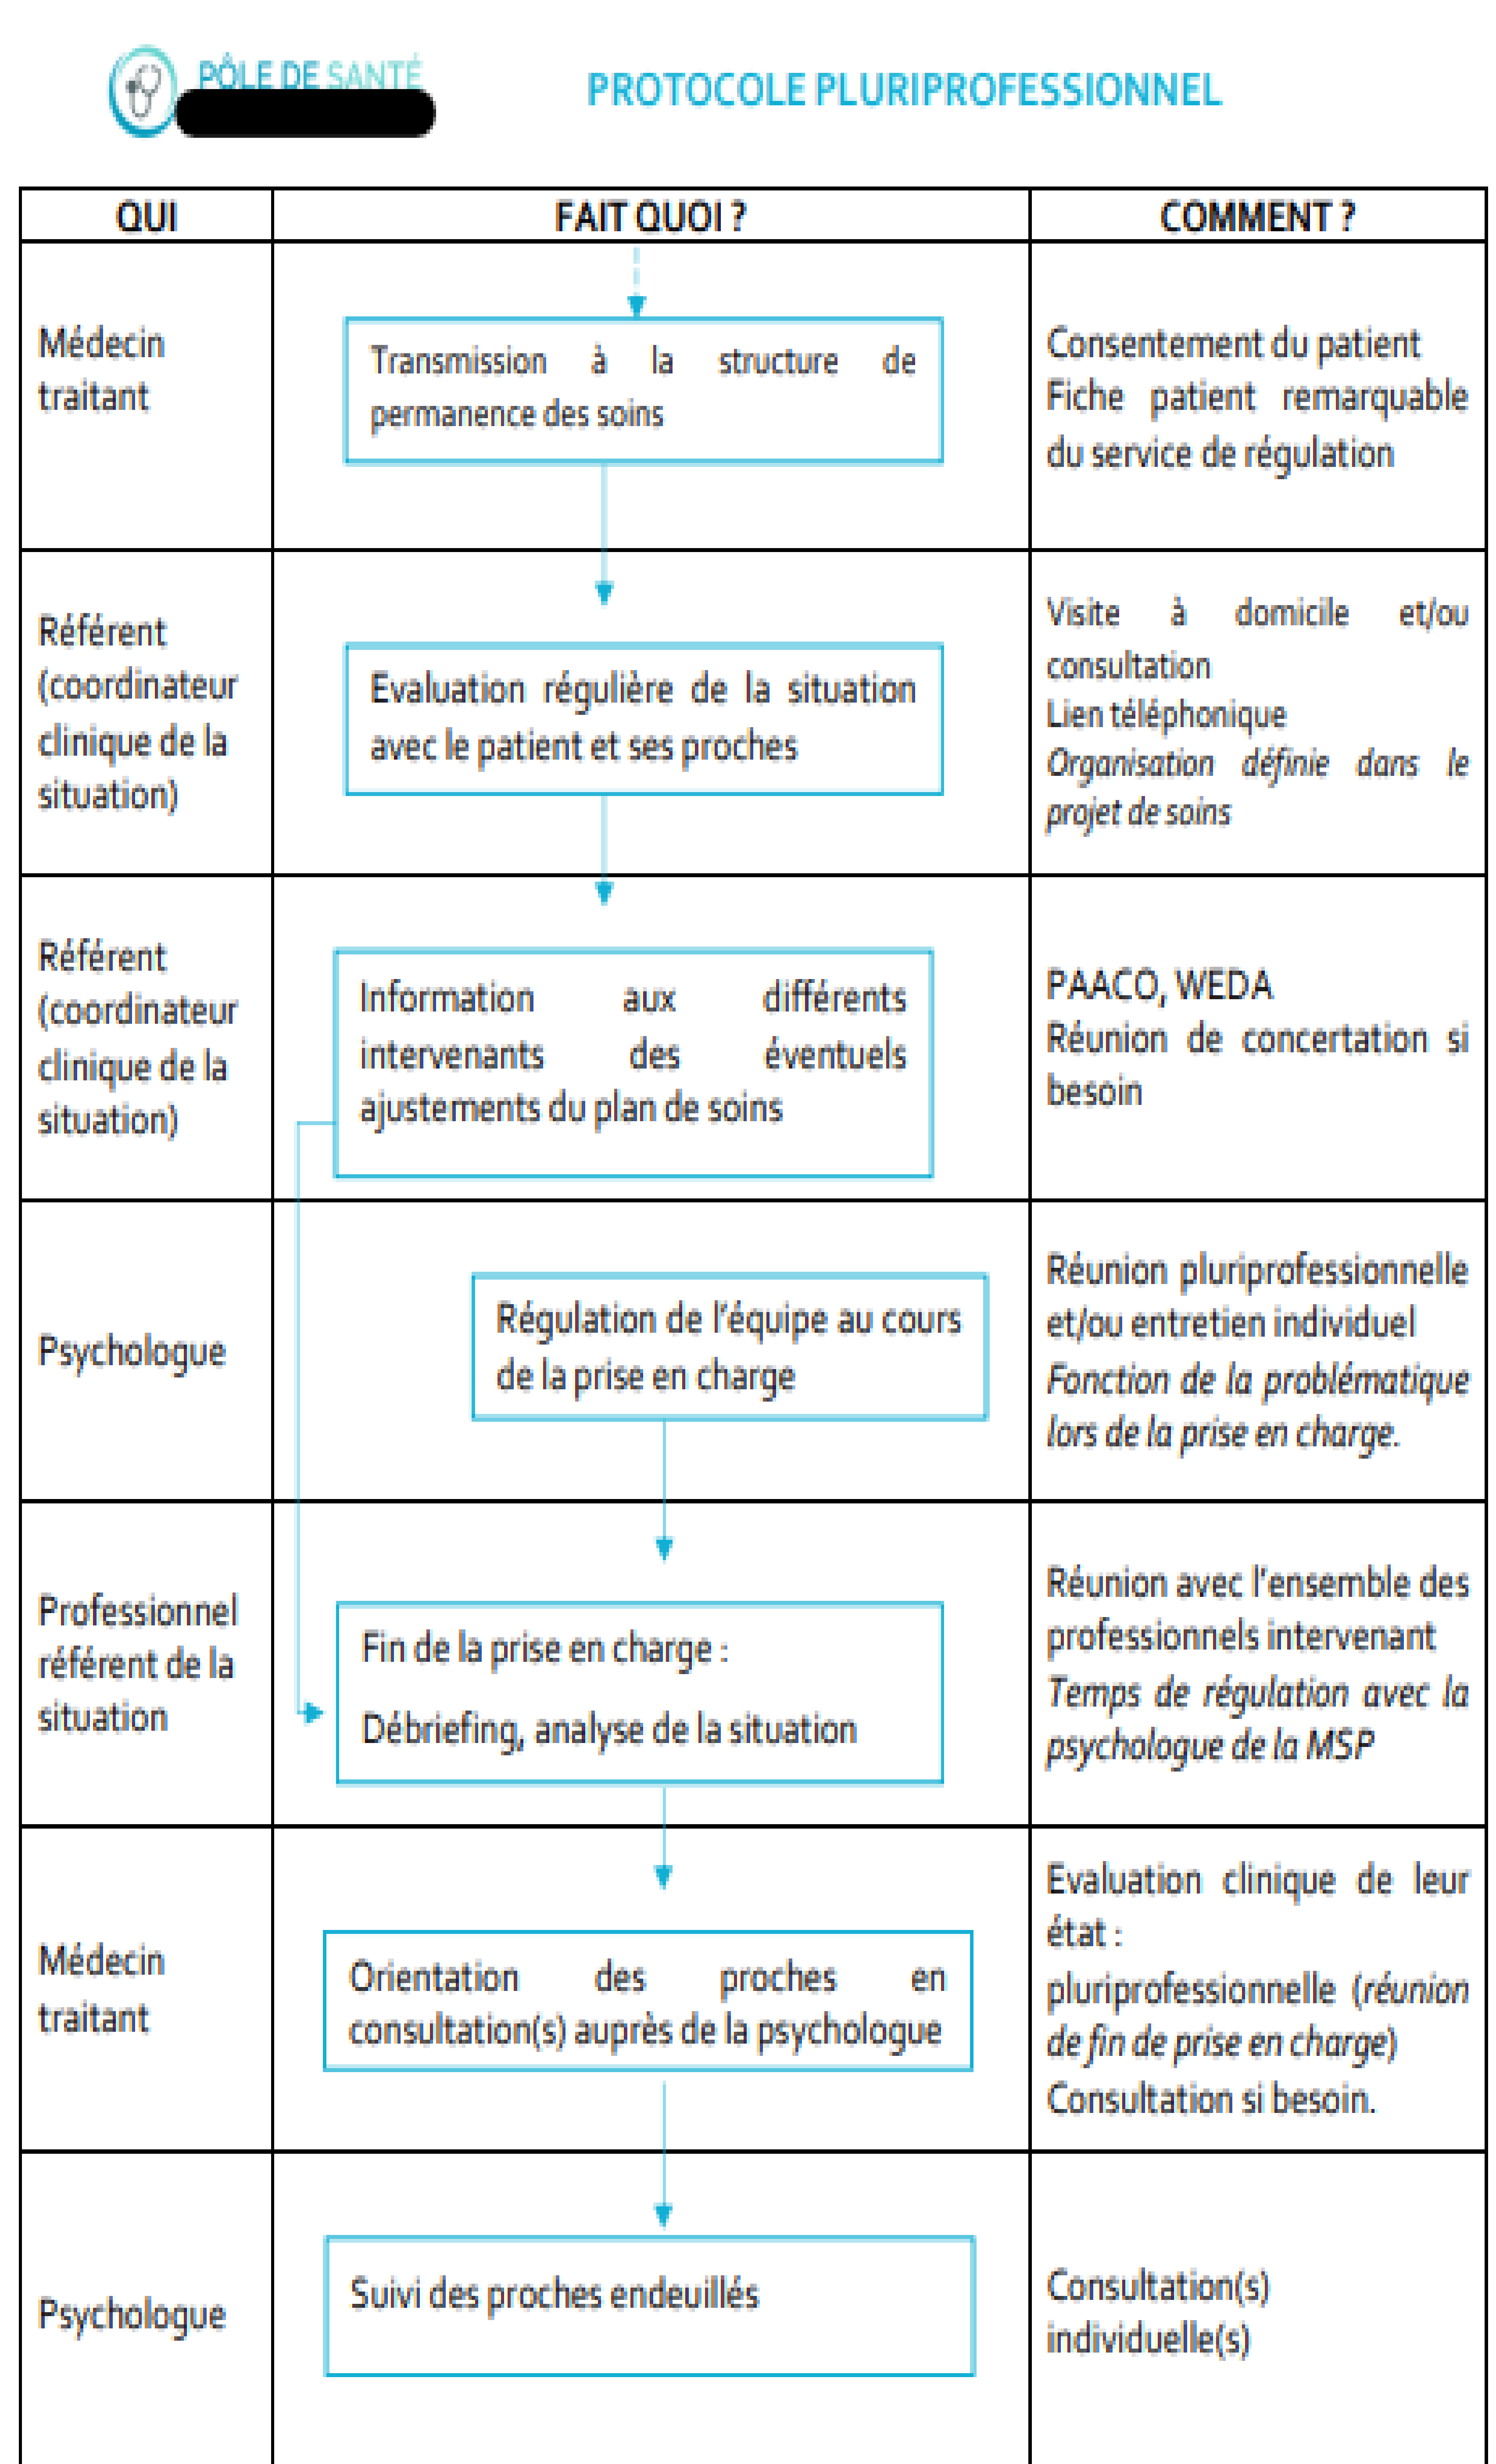 PÔLE DE SANTÉ
PROTOCOLE PLURIPROFESSIONNEL
QUI
FAIT QUOI ?
COMMENT ?
Médecin
traitant
Transmission à la structure de
permanence des soins
Consentement du patient
Fiche patient remarquable
du service de régulation
Référent
(coordinateur
clinique de la
situation)
Evaluation régulière de la situation
avec le patient et ses proches
Visite à domicile et/ou
consultation
Lien téléphonique
Organisation définie dans le
projet de soins
Référent
(coordinateur
clinique de la
situation)
Information aux différents
intervenants des éventuels
ajustements du plan de soins
PAACO, WEDA
Réunion de concertation si
besoin
Psychologue
Régulation de l'équipe au cours
de la prise en charge
Réunion pluriprofessionnelle
et/ou entretien individuel
Fonction de la problématique
lors de la prise en charge.
Professionnel
référent de la
situation
Fin de la prise en charge :
Débriefing, analyse de la situation
Réunion avec l'ensemble des
professionnels intervenant
Temps de régulation avec la
psychologue de la MSP
Médecin
traitant
Orientation des proches en
consultation(s) auprès de la psychologue
Evaluation clinique de leur
état :
pluriprofessionnelle (réunion
de fin de prise en charge)
Consultation si besoin.
Psychologue
Suivi des proches endeuillés
Consultation(s)
individuelle(s)